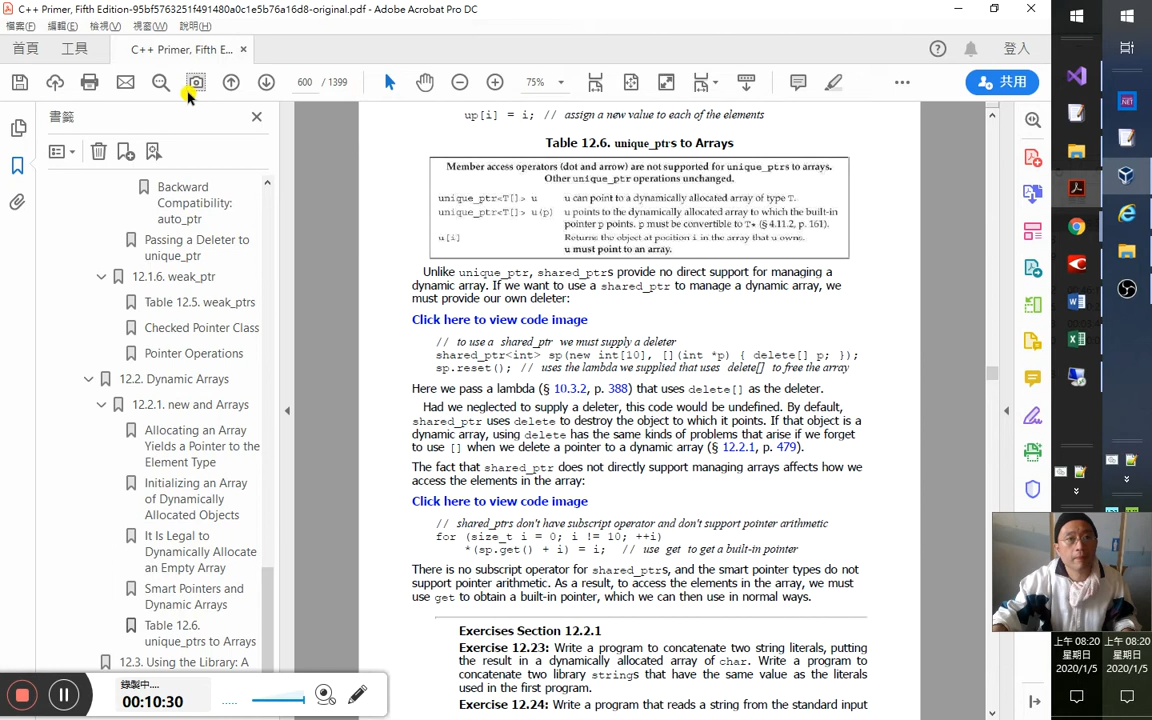 C++ Primer, Fifth Edition-95bf5763251f491480a0c1e5b76a16d8-original.pdf - Adobe Acrobat Pro DC
檔案(F) 編輯(E) 檢視(V) 視窗(W) 說明(H)
首頁 工具 C++ Primer, Fifth E... × 登入
600 / 1399 75% 共用
書籤
Backward
Compatibility:
auto_ptr
Passing a Deleter to
unique_ptr
12.1.6. weak_ptr
Table 12.5. weak_ptrs
Checked Pointer Class
Pointer Operations
12.2. Dynamic Arrays
12.2.1. new and Arrays
Allocating an Array
Yields a Pointer to the
Element Type
Initializing an Array
of Dynamically
Allocated Objects
It Is Legal to
Dynamically Allocate
an Empty Array
Smart Pointers and
Dynamic Arrays
Table 12.6.
unique_ptrs to Arrays
12.3. Using the Library: A
up[i] = i; // assign a new value to each of the elements
Table 12.6. unique_ptrs to Arrays
Member access operators (dot and arrow) are not supported for unique_ptrs to arrays.
Other unique_ptr operations unchanged.
unique_ptr<T[]> u u can point to a dynamically allocated array of type T.
unique_ptr<T[]> u(p) u points to the dynamically allocated array to which the built-in
pointer p points. p must be convertible to T* (§ 4.11.2, p. 161).
u[i] Returns the object at position i in the array that u owns.
u must point to an array.
Unlike unique_ptr, shared_ptrs provide no direct support for managing a
dynamic array. If we want to use a shared_ptr to manage a dynamic array, we
must provide our own deleter:
Click here to view code image
// to use a shared_ptr we must supply a deleter
shared_ptr<int> sp(new int[10], [](int *p) { delete[] p; });
sp.reset(); // uses the lambda we supplied that uses delete[] to free the array
Here we pass a lambda (§ 10.3.2, p. 388) that uses delete[] as the deleter.
Had we neglected to supply a deleter, this code would be undefined. By default,
shared_ptr uses delete to destroy the object to which it points. If that object is a
dynamic array, using delete has the same kinds of problems that arise if we forget
to use [] when we delete a pointer to a dynamic array (§ 12.2.1, p. 479).
The fact that shared_ptr does not directly support managing arrays affects how we
access the elements in the array:
Click here to view code image
// shared_ptrs don't have subscript operator and don't support pointer arithmetic
for (size_t i = 0; i != 10; ++i)
*(sp.get() + i) = i; // use get to get a built-in pointer
There is no subscript operator for shared_ptrs, and the smart pointer types do not
support pointer arithmetic. As a result, to access the elements in the array, we must
use get to obtain a built-in pointer, which we can then use in normal ways.
Exercises Section 12.2.1
Exercise 12.23: Write a program to concatenate two string literals, putting
the result in a dynamically allocated array of char. Write a program to
concatenate two library strings that have the same value as the literals
used in the first program.
Exercise 12.24: Write a program that reads a string from the standard input
錄製中....
00:10:30
上午 08:20 上午 08:20
星期日 星期日
2020/1/5 2020/1/5